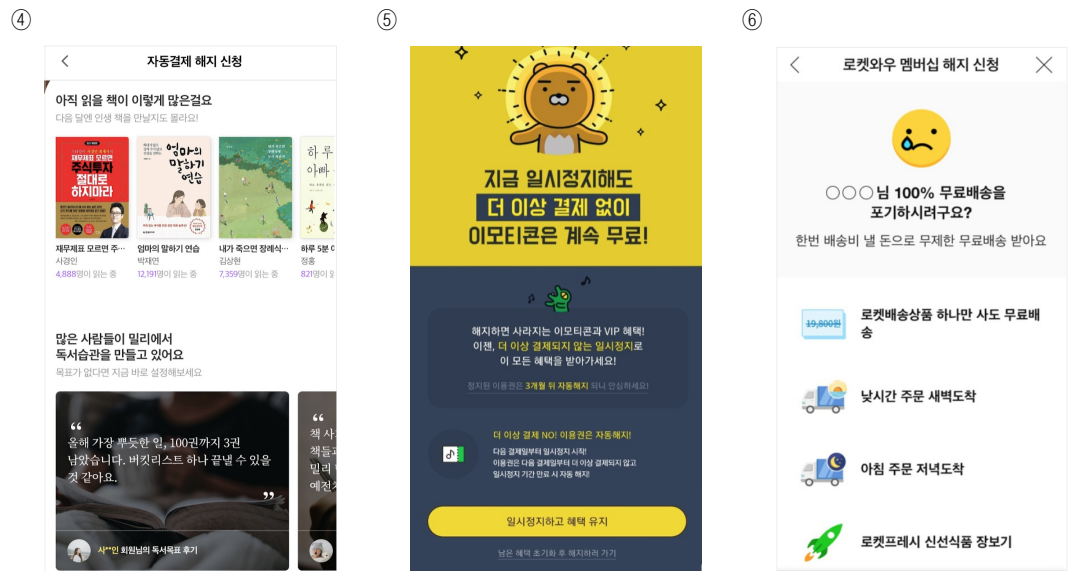 ④
자동결제 해지 신청
아직 읽을 책이 이렇게 많은걸요
다음 달엔 인생 책을 만날지도 몰라요!
재무제표 모르면
주식투자
절대로
하지마라
엄마의
말하기
연습
하루
아빠
재무제표 모르면 주…
사경인
4,888명이 읽는 중
엄마의 말하기 연습
박재연
12,191명이 읽는 중
내가 죽으면 장례식…
김상현
7,359명이 읽는 중
하루 5분 아
정홍
821명이 읽
많은 사람들이 밀리에서
독서습관을 만들고 있어요
목표가 없다면 지금 바로 설정해보세요
“
올해 가장 뿌듯한 일, 100권까지 3권
남았습니다. 버킷리스트 하나 끝낼 수 있을
것 같아요.
”
시**인 회원님의 독서목표 후기
“
책 사
책들고
밀리
예전
⑤
지금 일시정지해도
더 이상 결제 없이
이모티콘은 계속 무료!
해지하면 사라지는 이모티콘과 VIP 혜택!
이젠, 더 이상 결제되지 않는 일시정지로
이 모든 혜택을 받아가세요!
정지된 이용권은 3개월 뒤 자동해지 되니 안심하세요!
더 이상 결제 NO! 이용권은 자동해지!
다음 결제일부터 일시정지 시작!
이용권은 다음 결제일부터 더 이상 결제되지 않고
일시정지 기간 만료 시 자동 해지!
일시정지하고 혜택 유지
남은 혜택 초기화 후 해지하러 가기
⑥
로켓와우 멤버십 해지 신청
○○○님 100% 무료배송을
포기하시려구요?
한번 배송비 낼 돈으로 무제한 무료배송 받아요
19,800원
로켓배송상품 하나만 사도 무료배
송
낮시간 주문 새벽도착
아침 주문 저녁도착
로켓프레시 신선식품 장보기